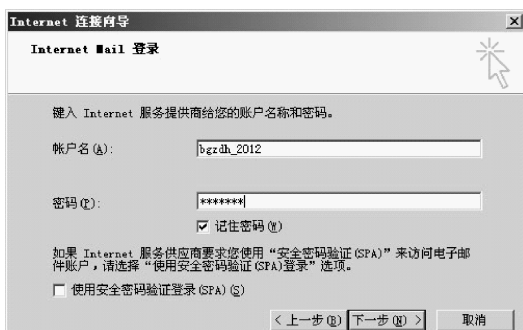 Internet 连接向导
Internet Mail 登录
键入 Internet 服务提供商给您的账户名称和密码。
帐户名(A): bgzdh_2012
密码(P): *******
记住密码(W)
如果 Internet 服务供应商要求您使用“安全密码验证(SPA)”来访问电子邮
件账户，请选择“使用安全密码验证(SPA)登录”选项。
使用安全密码验证登录(SPA)(S)
< 上一步(B) 下一步(N) > 取消